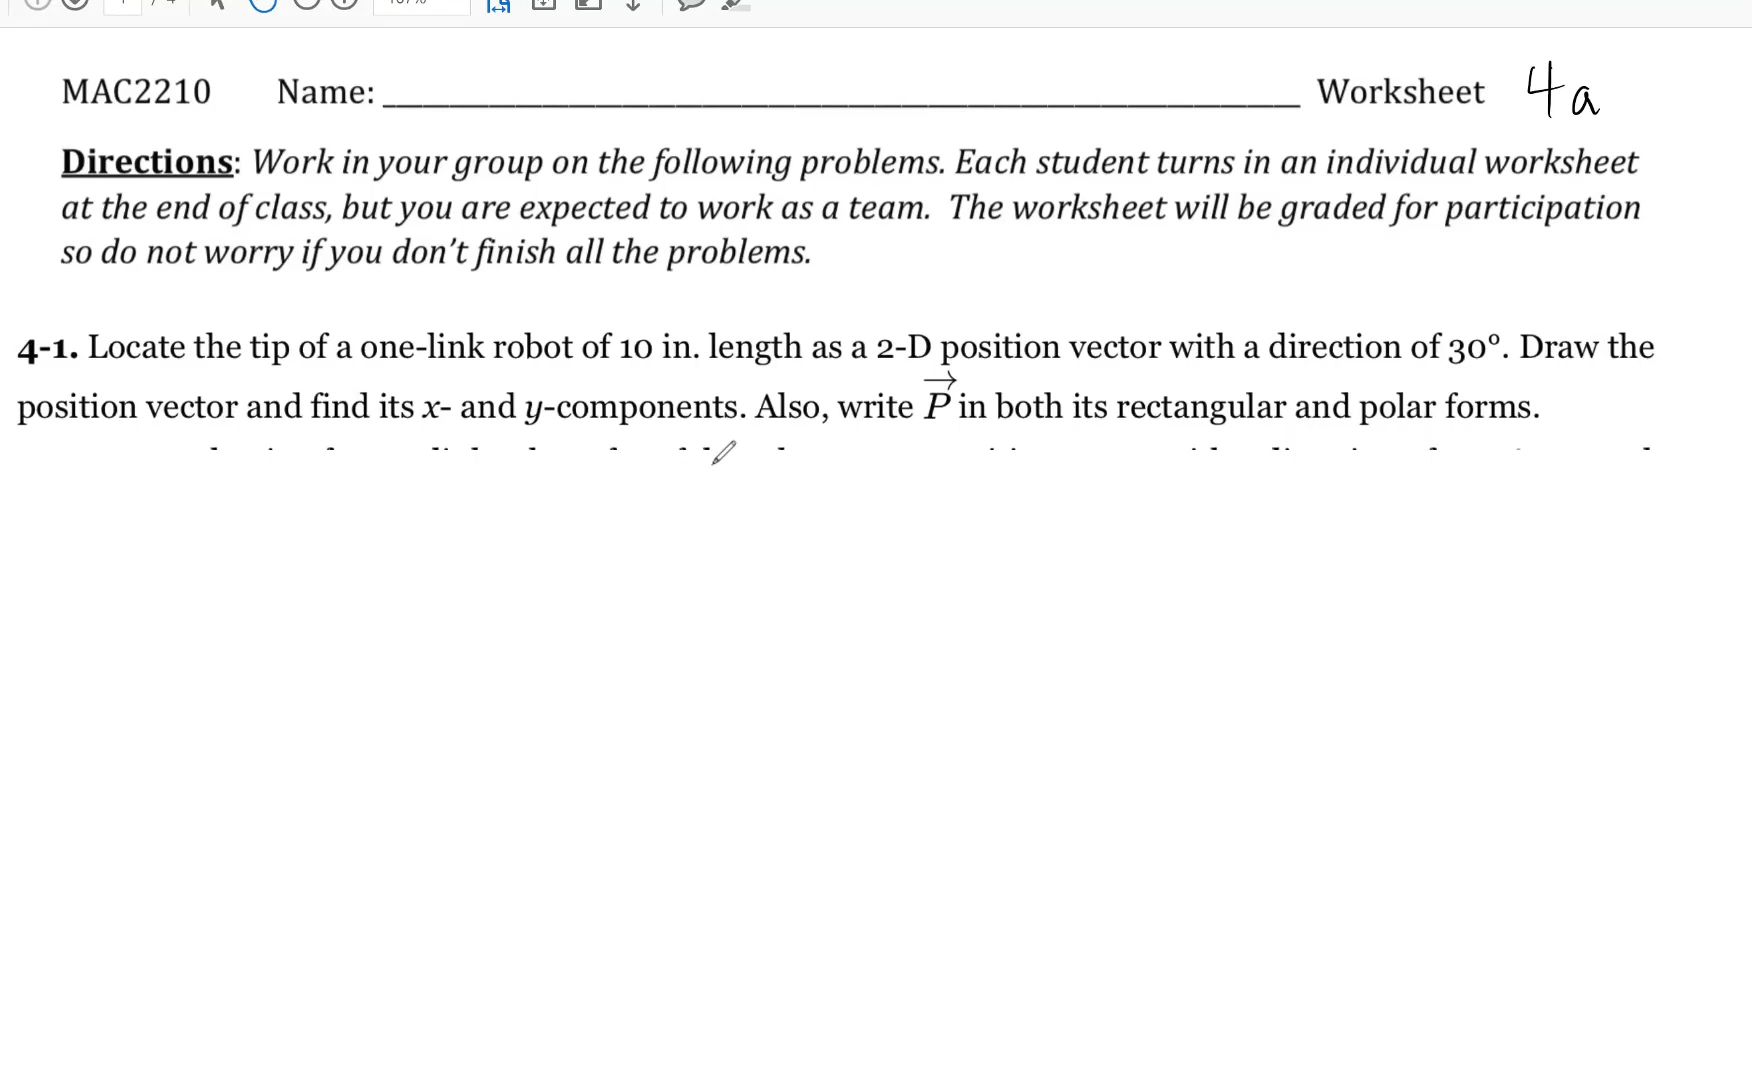 MAC2210 Name: ______________________________ Worksheet 4a
Directions: Work in your group on the following problems. Each student turns in an individual worksheet
at the end of class, but you are expected to work as a team. The worksheet will be graded for participation
so do not worry if you don’t finish all the problems.
4-1. Locate the tip of a one-link robot of 10 in. length as a 2-D position vector with a direction of 30°. Draw the
position vector and find its x- and y-components. Also, write P⃗ in both its rectangular and polar forms.